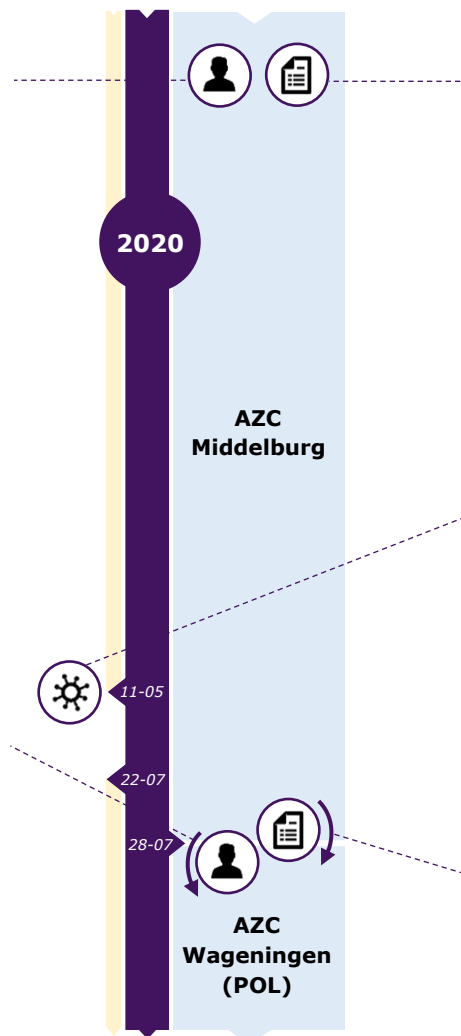 2020
AZC
Middelburg
11-05
22-07
28-07
AZC
Wageningen
(POL)